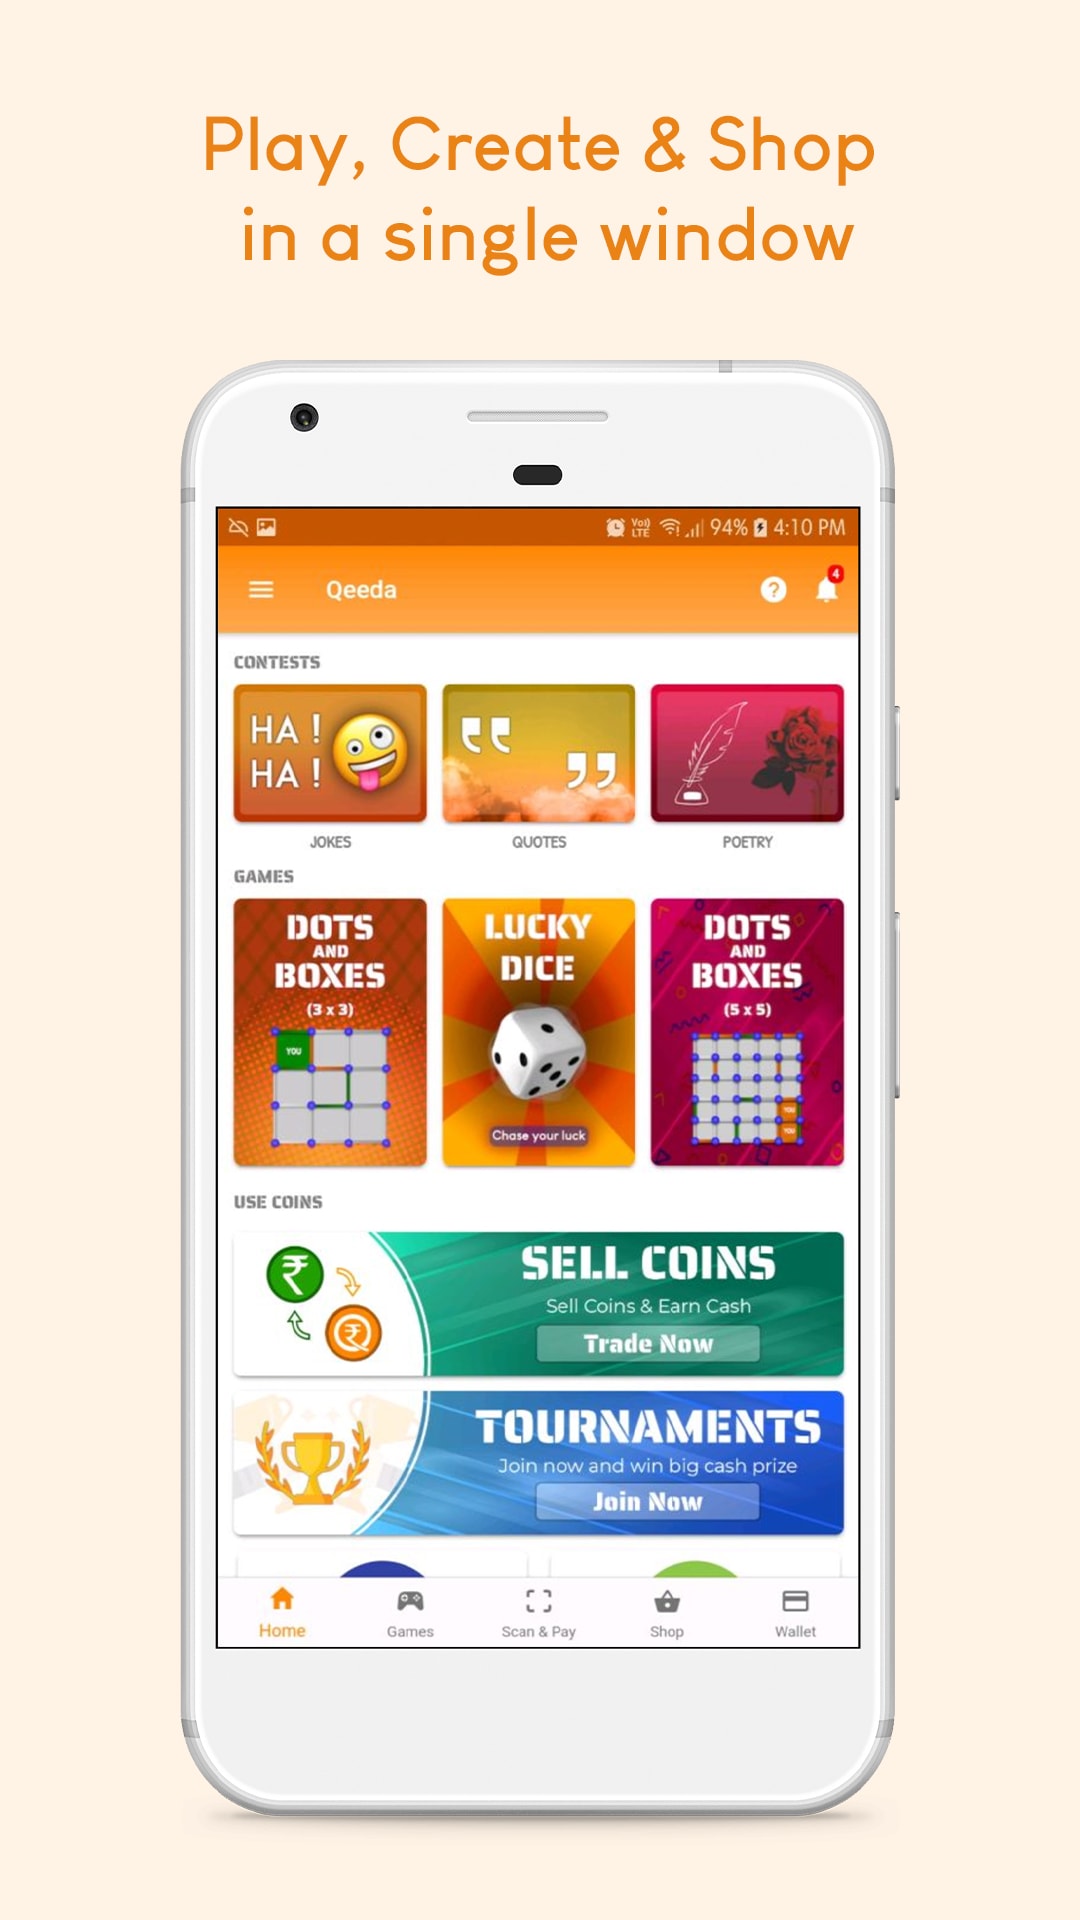 Play, Create & Shop
in a single window
Vo))
LTE
94%
4:10 PM
Qeeda
?
4
CONTESTS
HA !
HA !
JOKES
QUOTES
POETRY
GAMES
DOTS
AND
BOXES
(3 x 3)
YOU
LUCKY
DICE
Chase your luck
DOTS
AND
BOXES
(5 x 5)
YOU
YOU
USE COINS
₹
₹
SELL COINS
Sell Coins & Earn Cash
Trade Now
TOURNAMENTS
Join now and win big cash prize
Join Now
Home
Games
Scan & Pay
Shop
Wallet